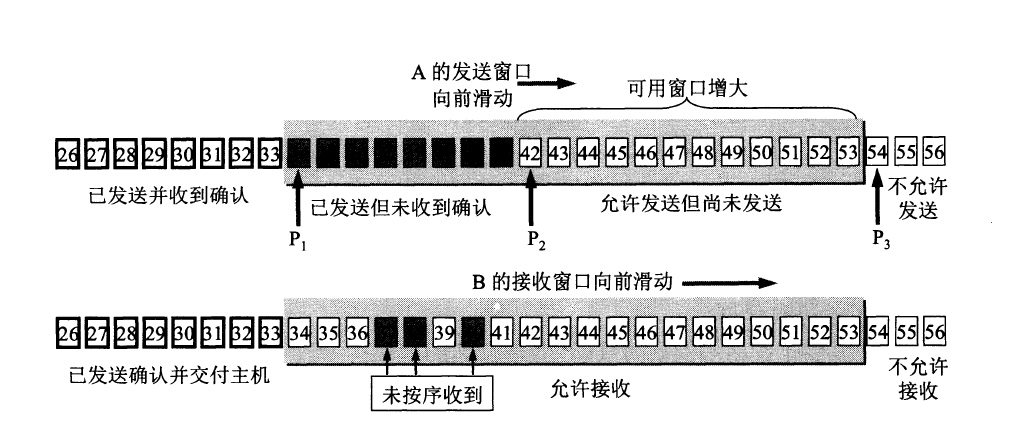 A 的发送窗口
向前滑动
可用窗口增大
26 27 28 29 30 31 32 33 42 43 44 45 46 47 48 49 50 51 52 53 54 55 56
已发送并收到确认
已发送但未收到确认
允许发送但尚未发送
不允许
发送
P1
P2
P3
B 的接收窗口向前滑动
26 27 28 29 30 31 32 33 34 35 36 39 41 42 43 44 45 46 47 48 49 50 51 52 53 54 55 56
已发送确认并交付主机
未按序收到
允许接收
不允许
接收